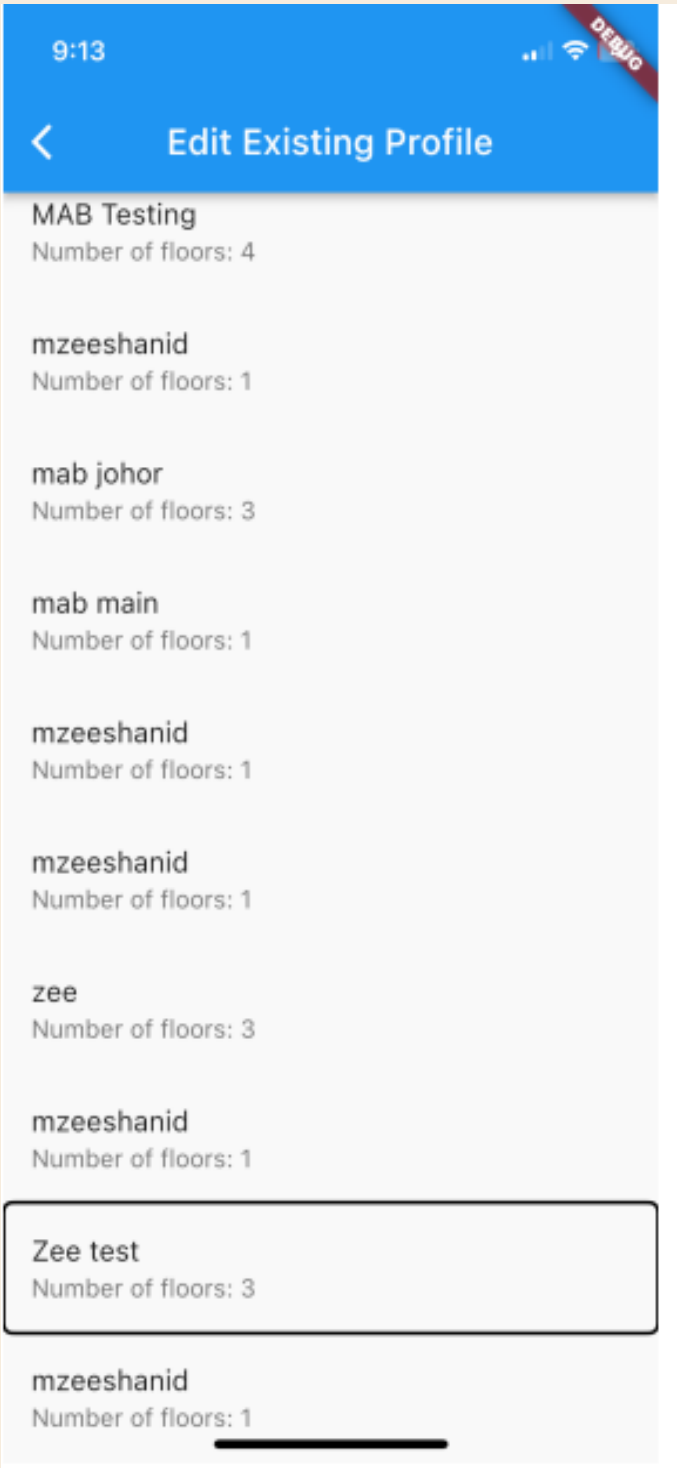 9:13
DEBUG
Edit Existing Profile
MAB Testing
Number of floors: 4
mzeeshanid
Number of floors: 1
mab johor
Number of floors: 3
mab main
Number of floors: 1
mzeeshanid
Number of floors: 1
mzeeshanid
Number of floors: 1
zee
Number of floors: 3
mzeeshanid
Number of floors: 1
Zee test
Number of floors: 3
mzeeshanid
Number of floors: 1